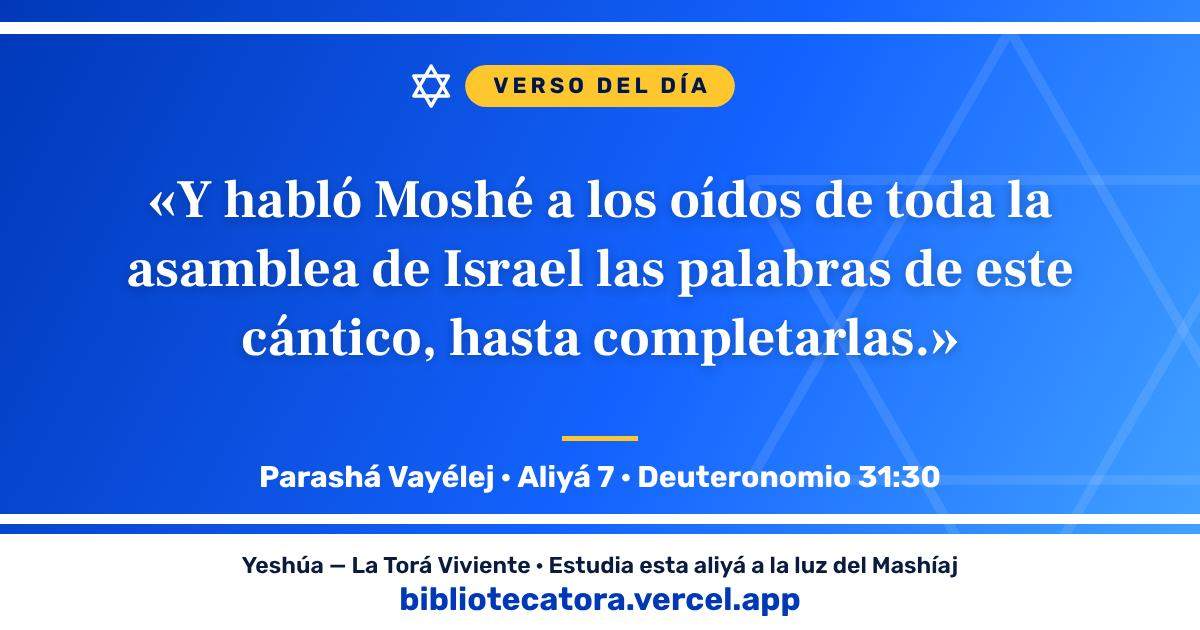 VERSO DEL DÍA
«Y habló Moshé a los oídos de toda la
asamblea de Israel las palabras de este
cántico, hasta completarlas.»
Parashá Vayélej • Aliyá 7 • Deuteronomio 31:30
Yeshúa — La Torá Viviente • Estudia esta aliyá a la luz del Mashíaj
bibliotecatora.vercel.app